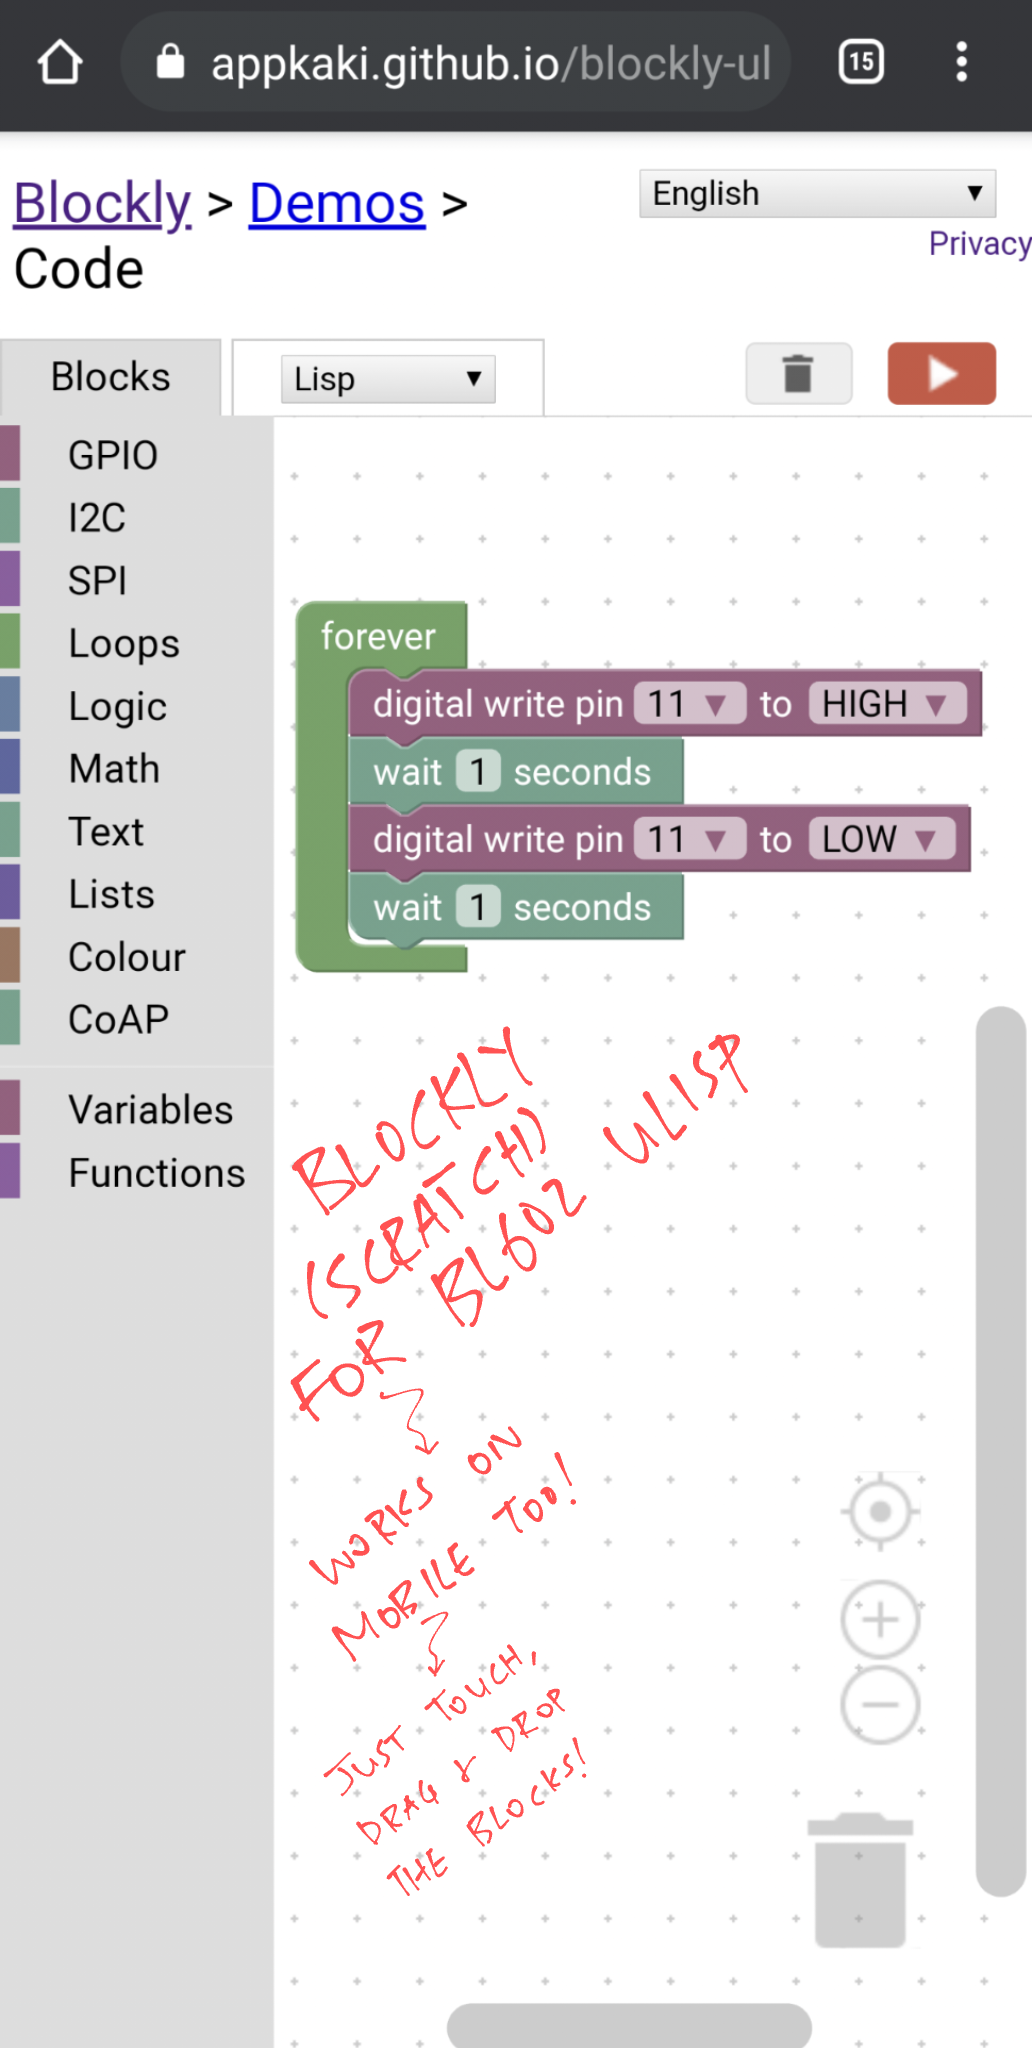 appkaki.github.io/blockly-ul
15
Blockly > Demos >
Code
English
Privacy
Blocks
Lisp
GPIO
I2C
SPI
Loops
Logic
Math
Text
Lists
Colour
CoAP
Variables
Functions
forever
digital write pin 11 to HIGH
wait 1 seconds
digital write pin 11 to LOW
wait 1 seconds
BLOCKLY
(SCRATCH)
FOR BL602 ULISP
WORKS ON
MOBILE TOO!
JUST TOUCH,
DRAG & DROP
THE BLOCKS!